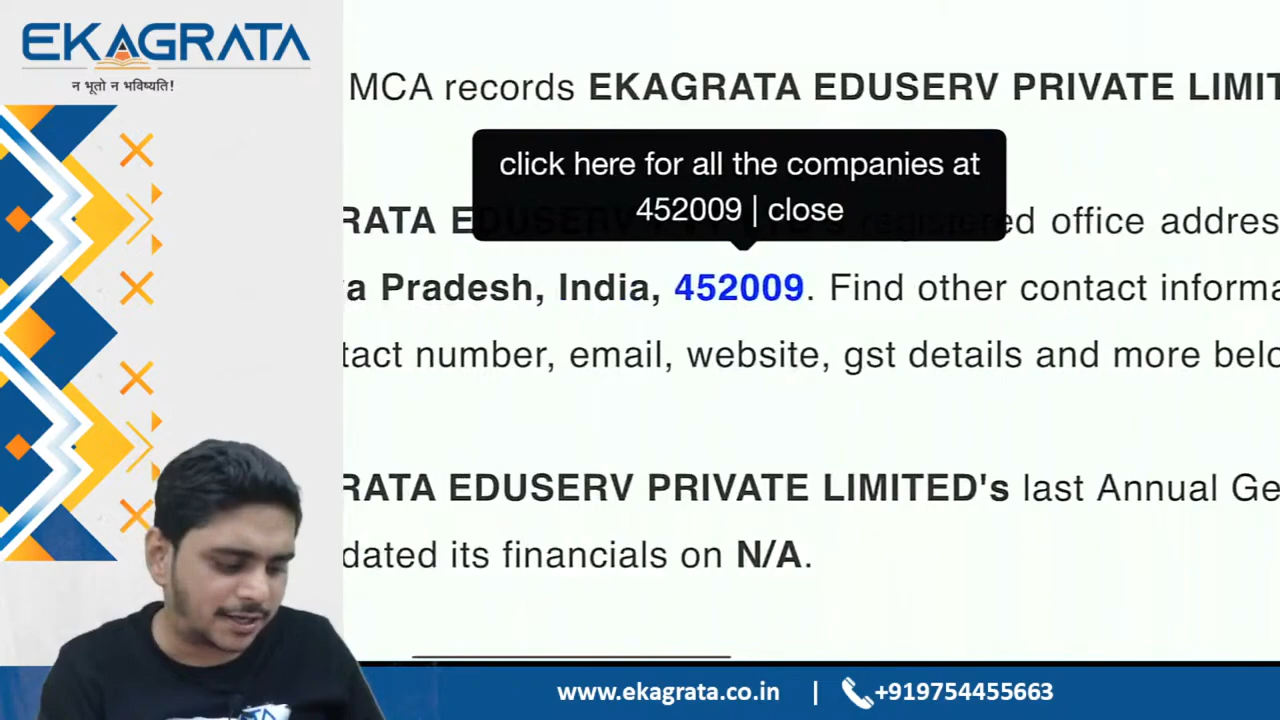 EKAGRATA
न भूतो न भविष्यति!
MCA records EKAGRATA EDUSERV PRIVATE LIMIT
click here for all the companies at
452009 | close
RATA EDUSERV registered office addres
a Pradesh, India, 452009. Find other contact informa
tact number, email, website, gst details and more belo
RATA EDUSERV PRIVATE LIMITED's last Annual Ge
dated its financials on N/A.
www.ekagrata.co.in | +919754455663